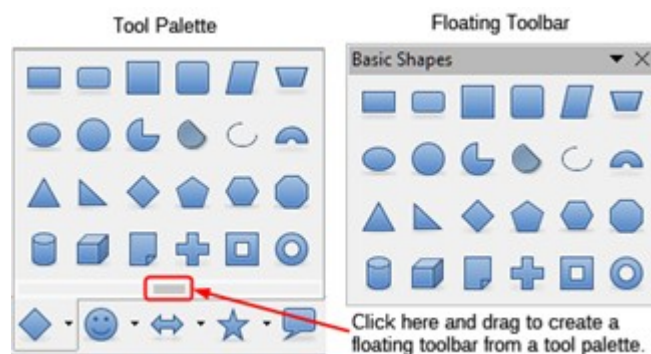 Tool Palette
Floating Toolbar
Basic Shapes
Click here and drag to create a
floating toolbar from a tool palette.